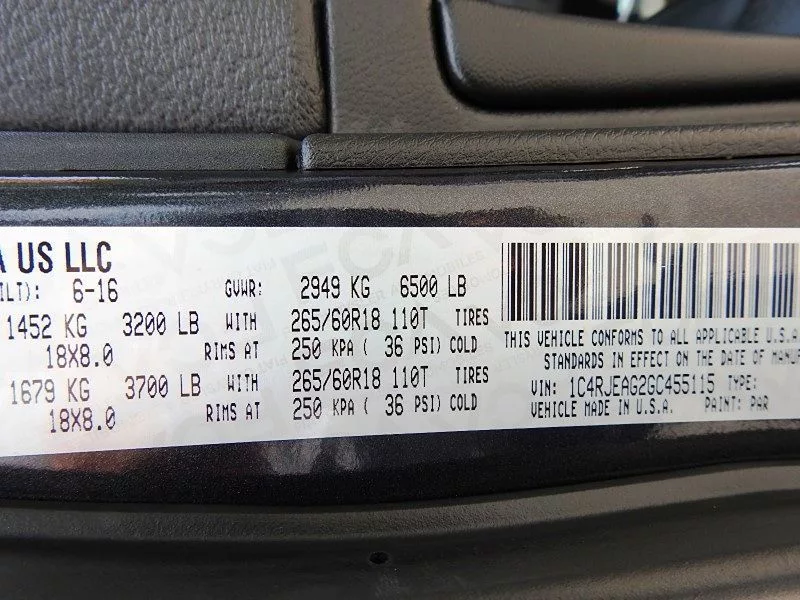 A US LLC
ILT): 6-16 GVWR: 2949 KG 6500 LB
1452 KG 3200 LB WITH 265/60R18 110T TIRES
18X8.0 RIMS AT 250 KPA ( 36 PSI) COLD
1679 KG 3700 LB WITH 265/60R18 110T TIRES
18X8.0 RIMS AT 250 KPA ( 36 PSI) COLD
THIS VEHICLE CONFORMS TO ALL APPLICABLE U.S.A
STANDARDS IN EFFECT ON THE DATE OF MANUF
VIN: 1C4RJEAG2GC455115 TYPE:
VEHICLE MADE IN U.S.A. PAINT: PAR